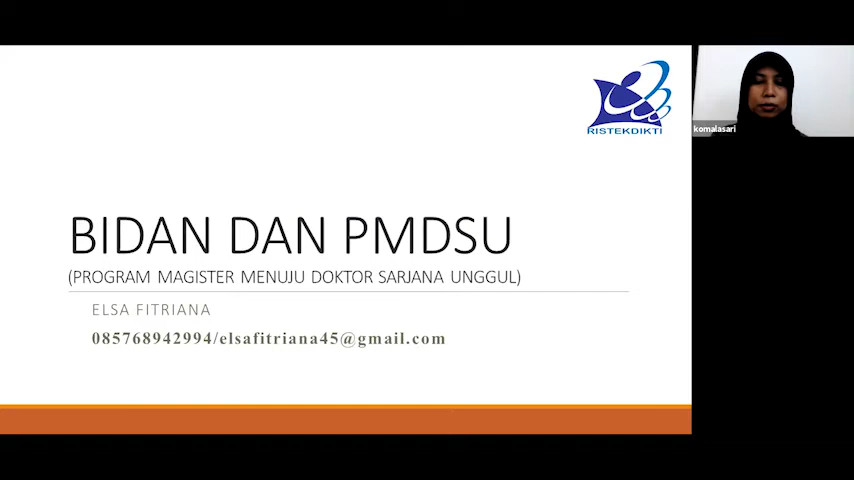 RISTEKDIKTI
komalasari
BIDAN DAN PMDSU
(PROGRAM MAGISTER MENUJU DOKTOR SARJANA UNGGUL)
ELSA FITRIANA
085768942994/elsafitriana45@gmail.com